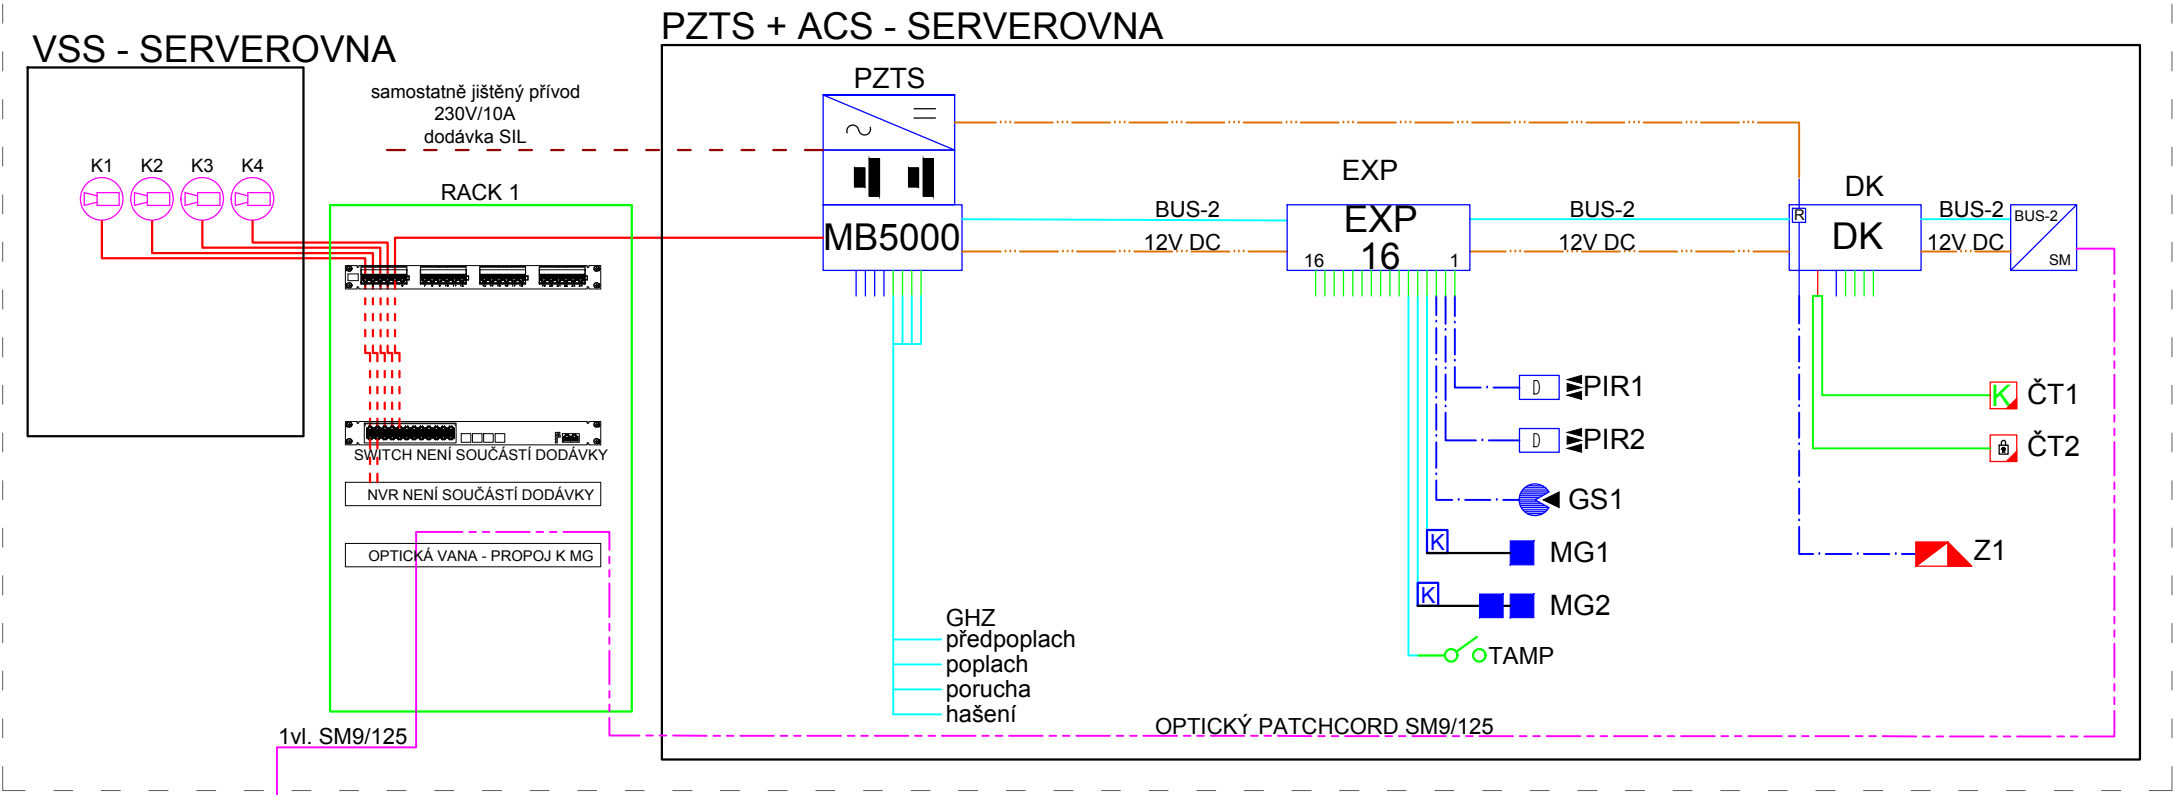 PZTS + ACS - SERVEROVNA
VSS - SERVEROVNA
samostatně jištěný přívod
230V/10A
dodávka SIL
PZTS
K1 K2 K3 K4
RACK 1
EXP
DK
MB5000
BUS-2
12V DC
EXP
16
16 1
BUS-2
12V DC
R
DK
BUS-2
12V DC
BUS-2
SM
D PIR1
D PIR2
GS1
K MG1
K MG2
TAMP
K ČT1
ČT2
Z1
SWITCH NENÍ SOUČÁSTÍ DODÁVKY
NVR NENÍ SOUČÁSTÍ DODÁVKY
OPTICKÁ VANA - PROPOJ K MG
GHZ
předpoplach
poplach
porucha
hašení
1vl. SM9/125
OPTICKÝ PATCHCORD SM9/125